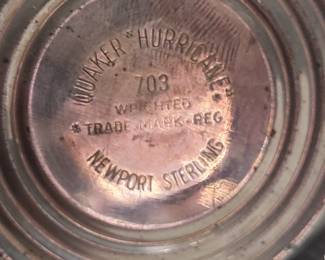 QUAKER "HURRICANE"
703
WEIGHTED
* TRADE MARK REG. *
NEWPORT STERLING